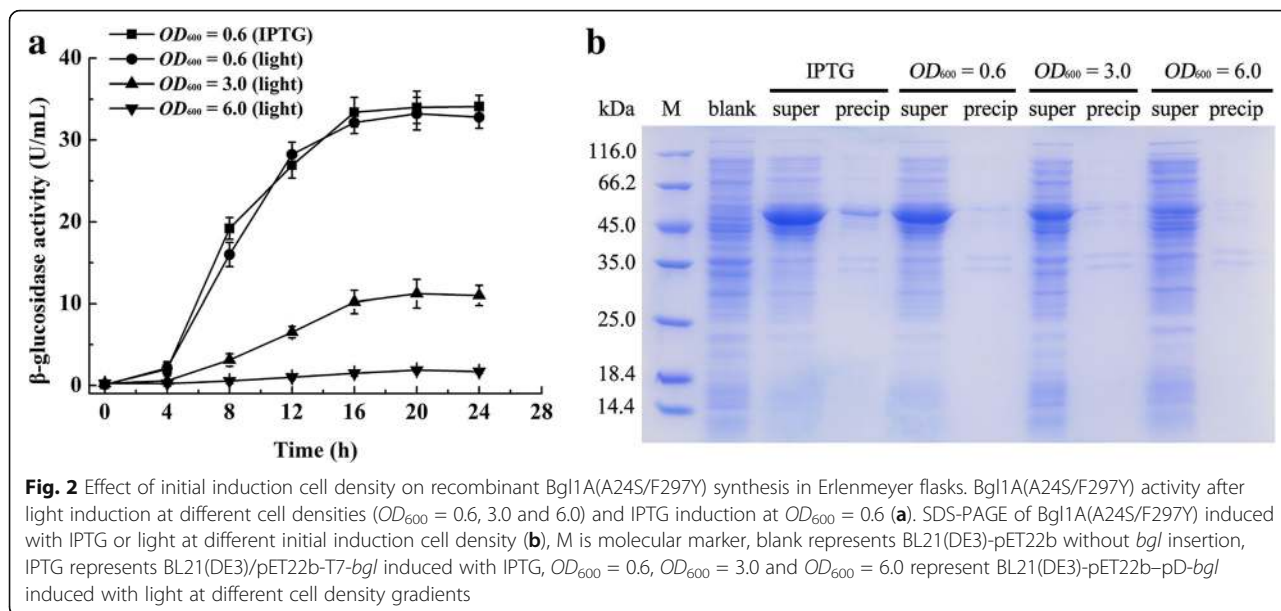 a
OD600 = 0.6 (IPTG)
OD600 = 0.6 (light)
OD600 = 3.0 (light)
OD600 = 6.0 (light)
β-glucosidase activity (U/mL)
40
30
20
10
0
0 4 8 12 16 20 24 28
Time (h)
b
IPTG OD600 = 0.6 OD600 = 3.0 OD600 = 6.0
kDa M blank super precip super precip super precip super precip
116.0
66.2
45.0
35.0
25.0
18.4
14.4
Fig. 2 Effect of initial induction cell density on recombinant Bgl1A(A24S/F297Y) synthesis in Erlenmeyer flasks. Bgl1A(A24S/F297Y) activity after
light induction at different cell densities (OD600 = 0.6, 3.0 and 6.0) and IPTG induction at OD600 = 0.6 (a). SDS-PAGE of Bgl1A(A24S/F297Y) induced
with IPTG or light at different initial induction cell density (b), M is molecular marker, blank represents BL21(DE3)-pET22b without bgl insertion,
IPTG represents BL21(DE3)/pET22b-T7-bgl induced with IPTG, OD600 = 0.6, OD600 = 3.0 and OD600 = 6.0 represent BL21(DE3)-pET22b–pD-bgl
induced with light at different cell density gradients